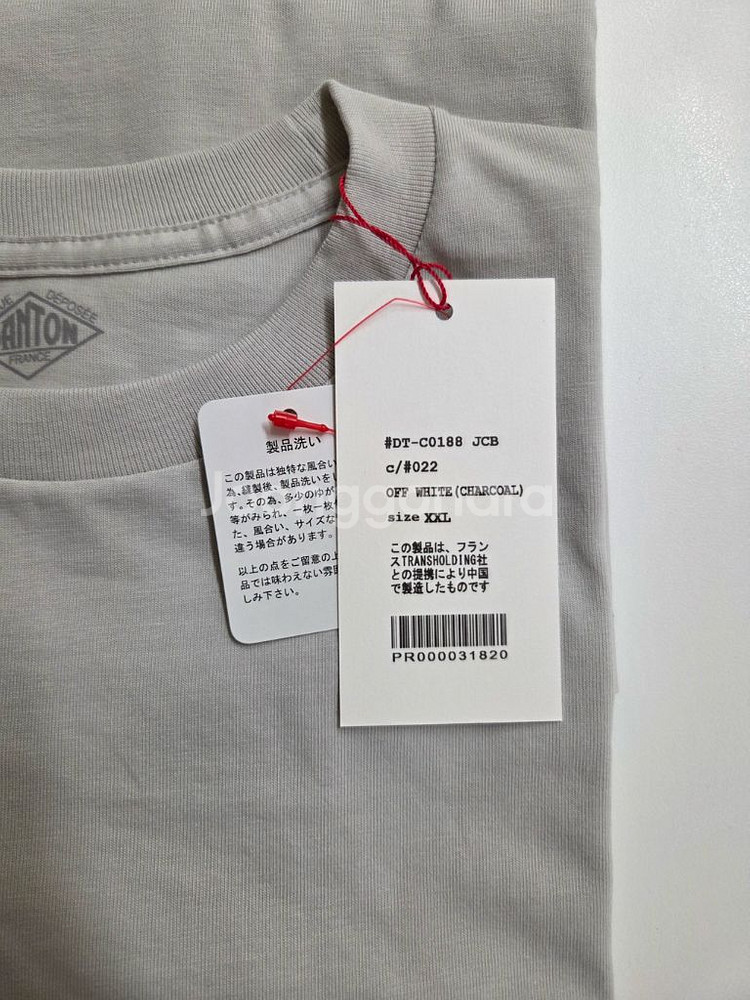 DÉPOSÉE
ANTON
FRANCE
製品洗い
この製品は独特な風合い
為、縫製後、製品洗いを
す。その為、多少のゆが
等がみられ、一枚一枚
た、風合い、サイズな
違う場合があります。
以上の点をご留意の上
品では味わえない雰囲
しみ下さい。
#DT-C0188 JCB
c/#022
OFF WHITE(CHARCOAL)
size XXL
この製品は、フラン
スTRANSHOLDING社
との提携により中国
で製造したものです
PR000031820